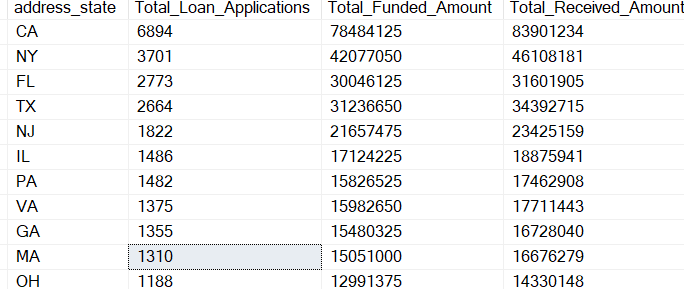 address_state Total_Loan_Applications Total_Funded_Amount Total_Received_Amount
CA 6894 78484125 83901234
NY 3701 42077050 46108181
FL 2773 30046125 31601905
TX 2664 31236650 34392715
NJ 1822 21657475 23425159
IL 1486 17124225 18875941
PA 1482 15826525 17462908
VA 1375 15982650 17711443
GA 1355 15480325 16728040
MA 1310 15051000 16676279
OH 1188 12991375 14330148